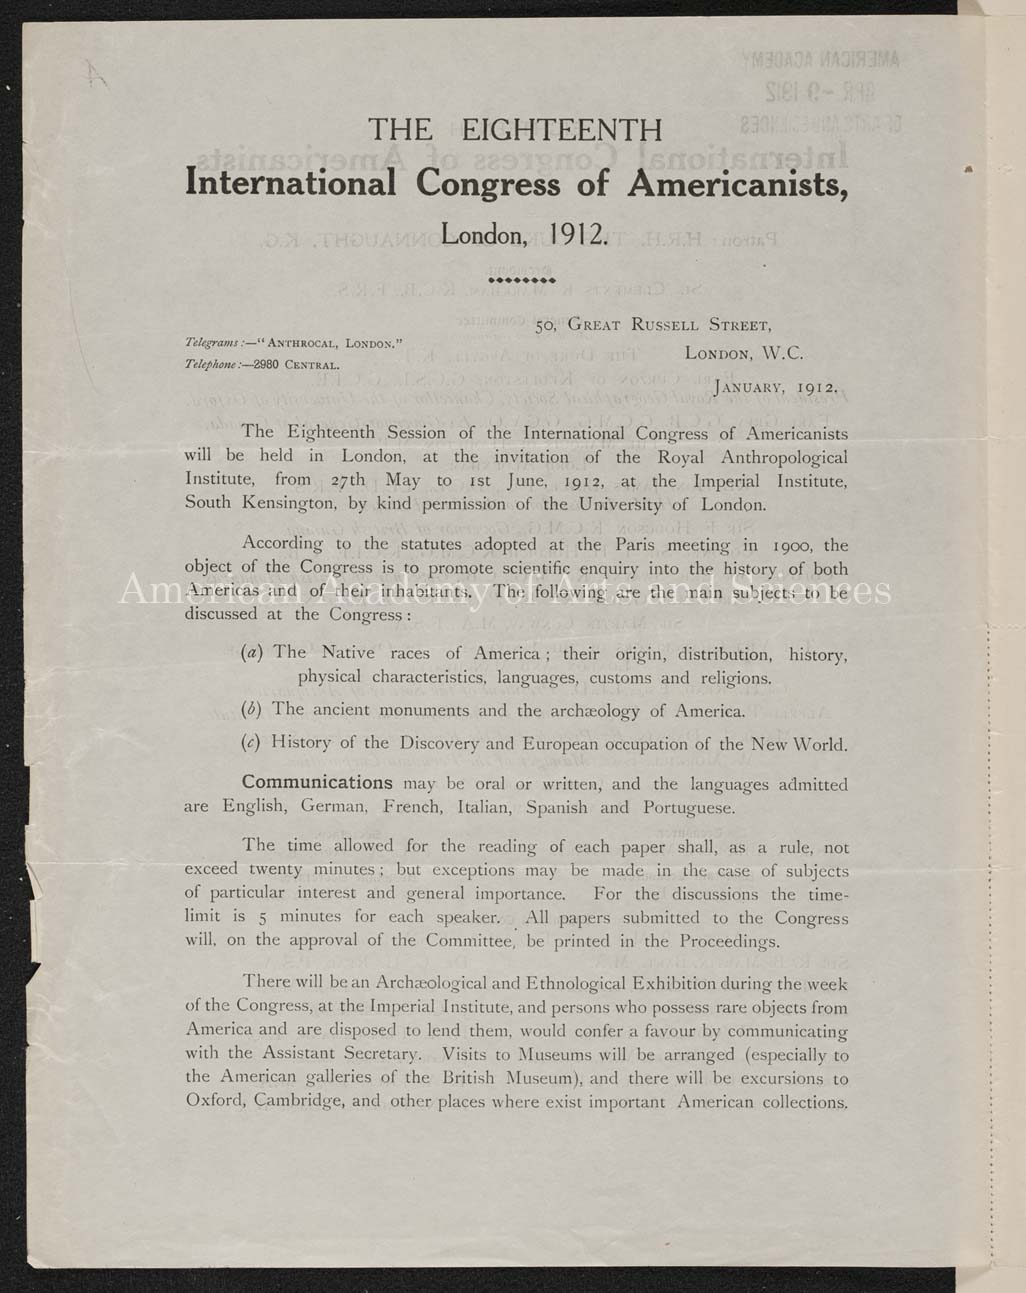 THE EIGHTEENTH
International Congress of Americanists,
London, 1912.
50, GREAT RUSSELL STREET,
Telegrams:—"ANTHROCAL, LONDON."
LONDON, W.C.
Telephone:—2980 CENTRAL.
JANUARY, 1912.
The Eighteenth Session of the International Congress of Americanists
will be held in London, at the invitation of the Royal Anthropological
Institute, from 27th May to 1st June, 1912, at the Imperial Institute,
South Kensington, by kind permission of the University of London.
According to the statutes adopted at the Paris meeting in 1900, the
object of the Congress is to promote scientific enquiry into the history of both
Americas and of their inhabitants. The following are the main subjects to be
discussed at the Congress:
American Academy of Arts and Sciences
(a) The Native races of America; their origin, distribution, history,
physical characteristics, languages, customs and religions.
(b) The ancient monuments and the archæology of America.
(c) History of the Discovery and European occupation of the New World.
Communications may be oral or written, and the languages admitted
are English, German, French, Italian, Spanish and Portuguese.
The time allowed for the reading of each paper shall, as a rule, not
exceed twenty minutes; but exceptions may be made in the case of subjects
of particular interest and general importance. For the discussions the time-
limit is 5 minutes for each speaker. All papers submitted to the Congress
will, on the approval of the Committee, be printed in the Proceedings.
There will be an Archæological and Ethnological Exhibition during the week
of the Congress, at the Imperial Institute, and persons who possess rare objects from
America and are disposed to lend them, would confer a favour by communicating
with the Assistant Secretary. Visits to Museums will be arranged (especially to
the American galleries of the British Museum), and there will be excursions to
Oxford, Cambridge, and other places where exist important American collections.